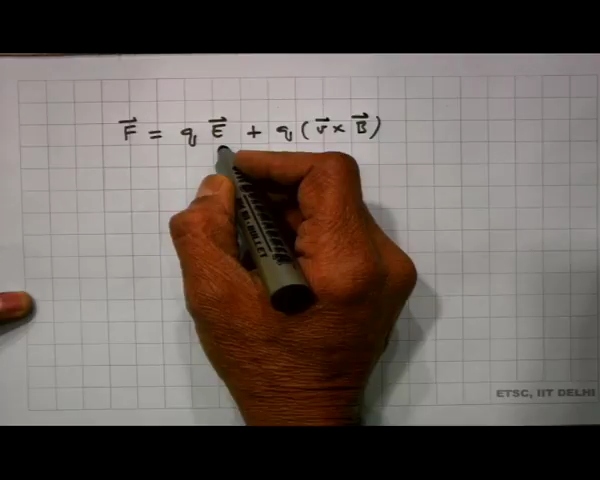 F⃗ = q E⃗ + q ( v⃗ × B⃗ )
ETSC, IIT DELHI